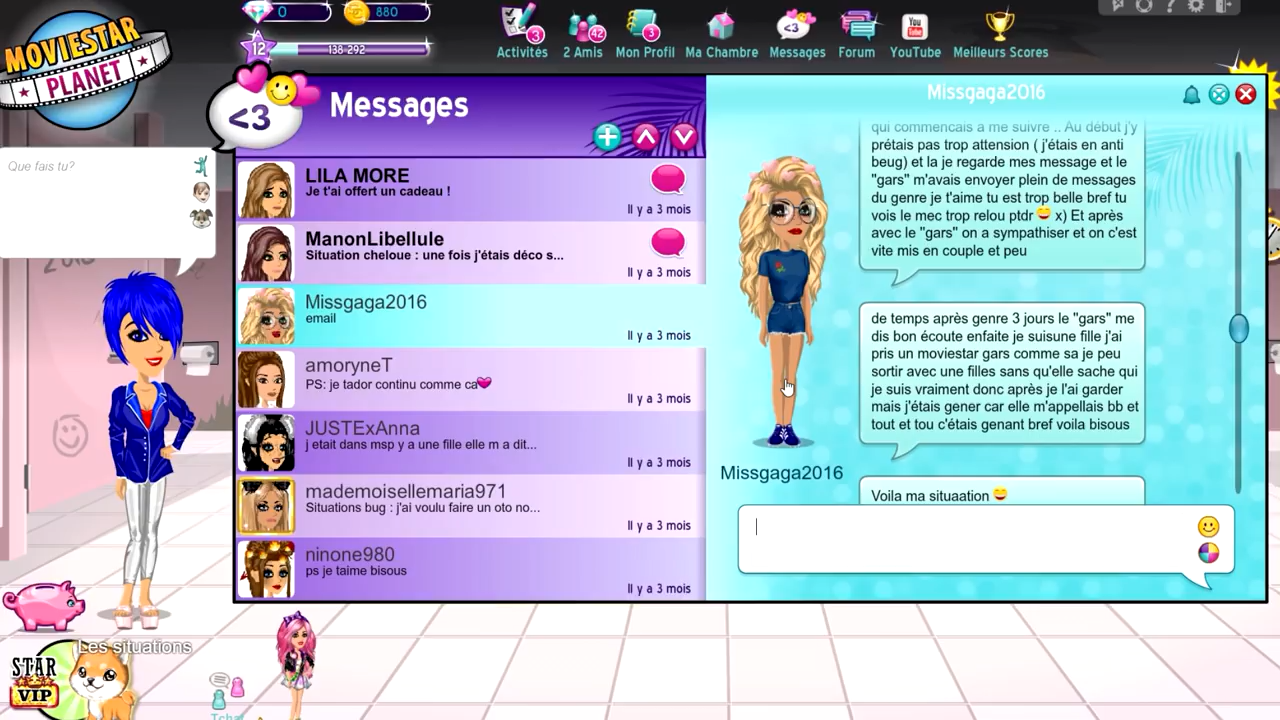 MOVIESTAR
PLANET
0
880
12
138-292
3
42
3
<3
You
Tube
Activités
2 Amis
Mon Profil
Ma Chambre
Messages
Forum
YouTube
Meilleurs Scores
Que fais tu?
<3
Messages
LILA MORE
Je t'ai offert un cadeau !
Il y a 3 mois
ManonLibellule
Situation cheloue : une fois j'étais déco s...
Il y a 3 mois
Missgaga2016
email
Il y a 3 mois
amoryneT
PS: je tador continu comme ca
Il y a 3 mois
JUSTExAnna
j etait dans msp y a une fille elle m a dit...
Il y a 3 mois
mademoisellemaria971
Situations bug : j'ai voulu faire un oto no...
Il y a 3 mois
ninone980
ps je taime bisous
Il y a 3 mois
Missgaga2016
qui commencais a me suivre .. Au début j'y
prétais pas trop attension ( j'étais en anti
beug) et la je regarde mes message et le
"gars" m'avais envoyer plein de messages
du genre je t'aime tu est trop belle bref tu
vois le mec trop relou ptdr 😄 x) Et après
avec le "gars" on a sympathiser et on c'est
vite mis en couple et peu
de temps après genre 3 jours le "gars" me
dis bon écoute enfaite je suisune fille j'ai
pris un moviestar gars comme sa je peu
sortir avec une filles sans qu'elle sache qui
je suis vraiment donc après je l'ai garder
mais j'étais gener car elle m'appelais bb et
tout et tou c'étais genant bref voila bisous
Voila ma situaation 😄
Missgaga2016
Les situations
STAR
VIP
Tchat